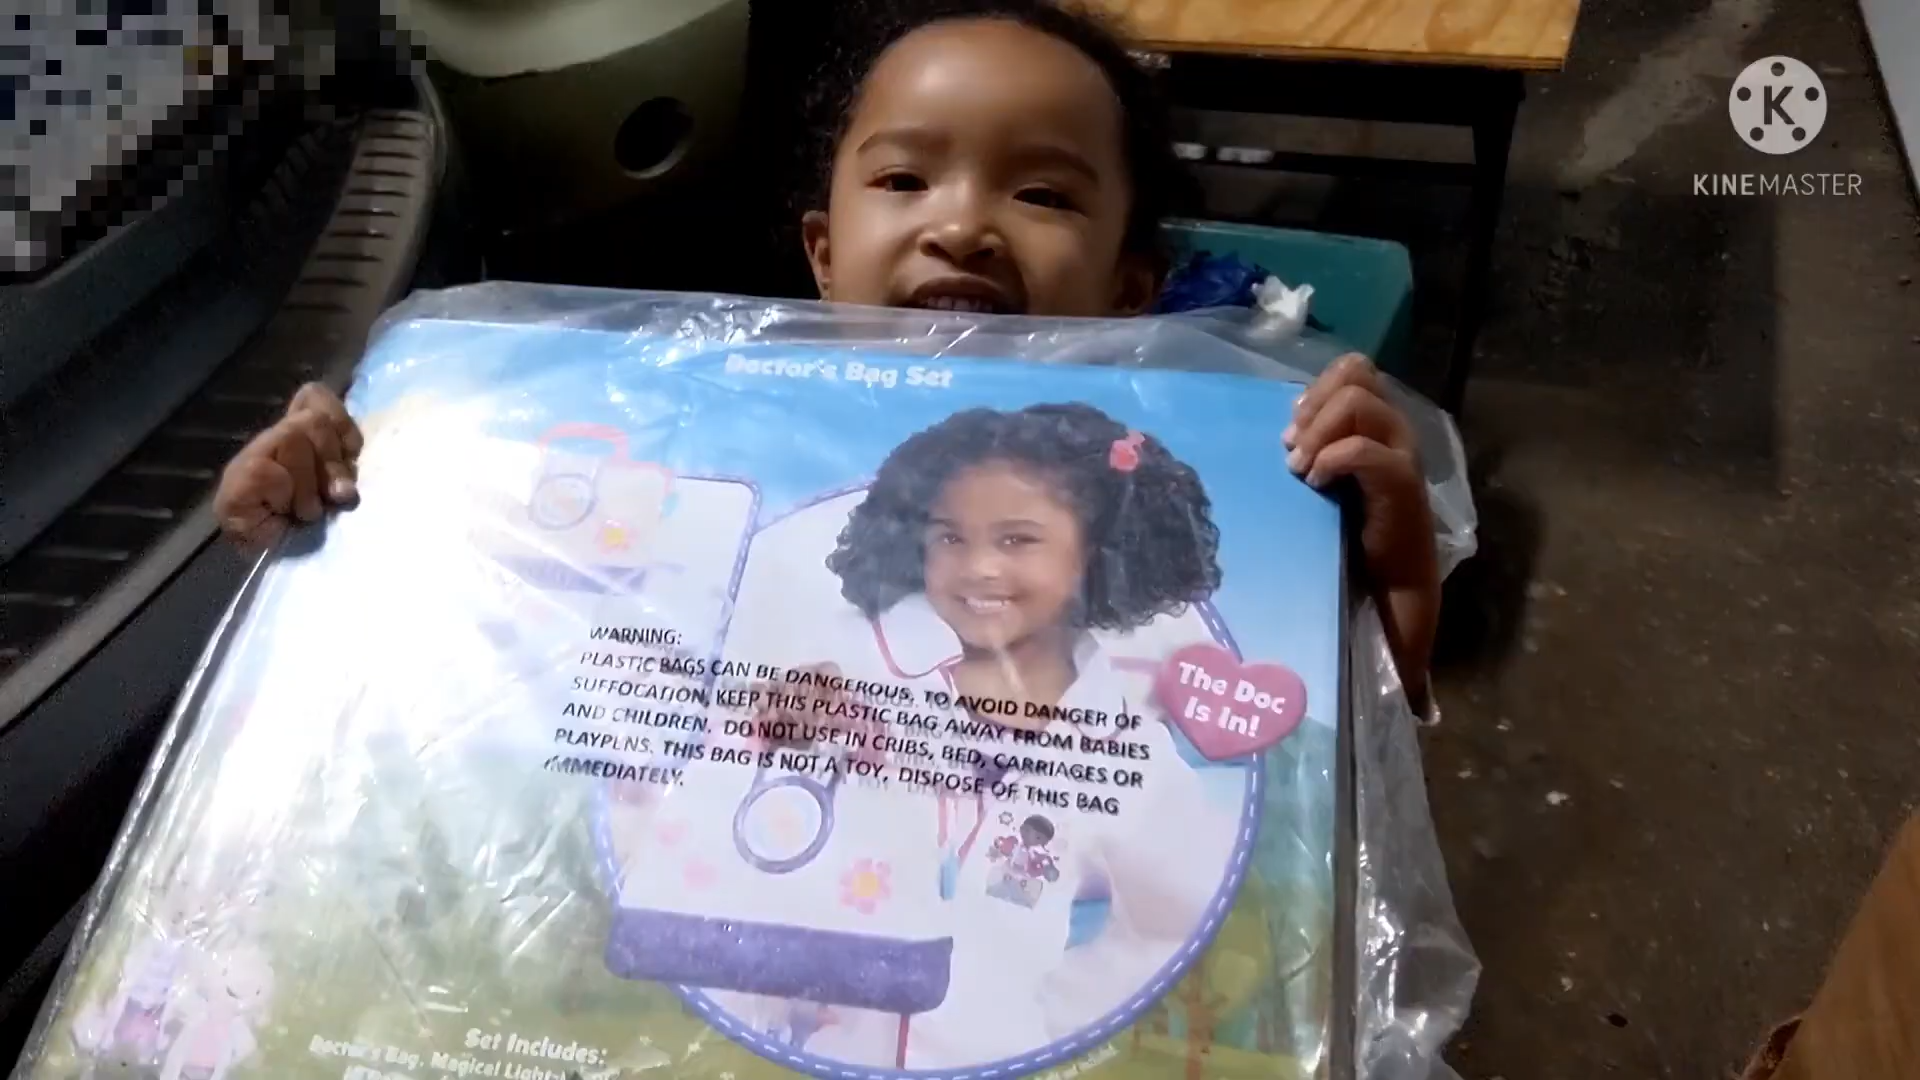 K
KINEMASTER
Doctor's Bag Set
WARNING:
PLASTIC BAGS CAN BE DANGEROUS. TO AVOID DANGER OF
SUFFOCATION, KEEP THIS PLASTIC BAG AWAY FROM BABIES
AND CHILDREN. DO NOT USE IN CRIBS, BED, CARRIAGES OR
PLAYPENS. THIS BAG IS NOT A TOY. DISPOSE OF THIS BAG
IMMEDIATELY.
The Doc
Is In!
Set Includes:
Doctor's Bag, Magical
not included.